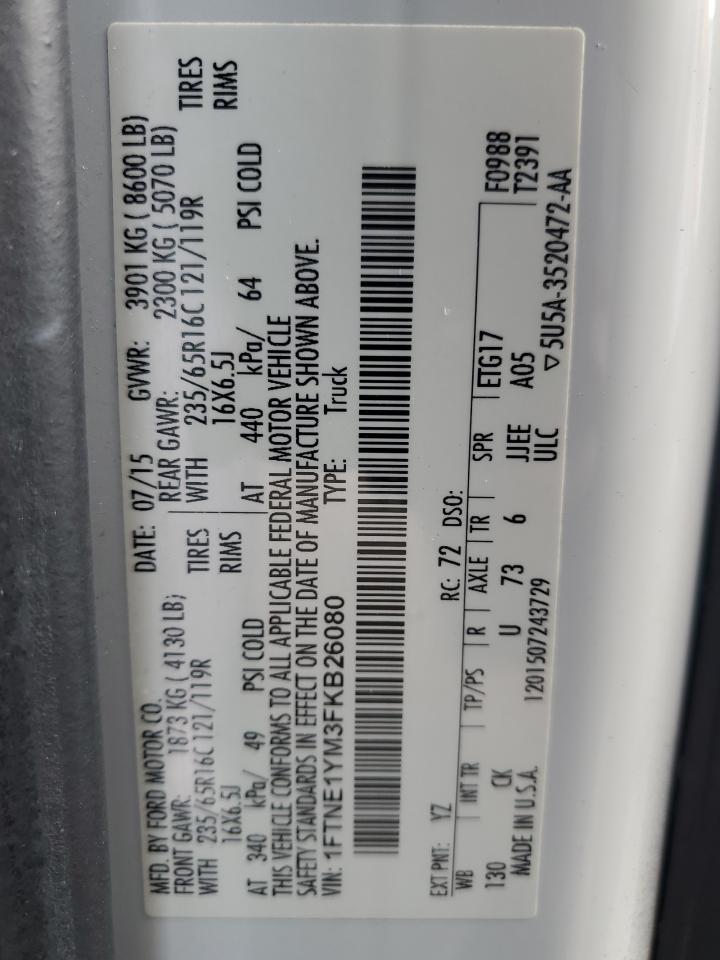 MFD. BY FORD MOTOR CO.
DATE: 07/15 GVWR: 3901 KG ( 8600 LB)
FRONT GAWR: 1873 KG ( 4130 LB)
REAR GAWR: 2300 KG ( 5070 LB)
WITH 235/65R16C 121/119R TIRES
WITH 235/65R16C 121/119R TIRES
16X6.5J RIMS
16X6.5J RIMS
AT 340 kPa/ 49 PSI COLD
AT 440 kPa/ 64 PSI COLD
THIS VEHICLE CONFORMS TO ALL APPLICABLE FEDERAL MOTOR VEHICLE
SAFETY STANDARDS IN EFFECT ON THE DATE OF MANUFACTURE SHOWN ABOVE.
VIN: 1FTNE1YM3FKB26080 TYPE: Truck
EXT PNT: YZ RC: 72 DSO: F0988
WB INT TR TP/PS R AXLE TR SPR T2391
130 CK U 73 6 JJEE ETG17
ULC A05
MADE IN U.S.A. 1201507243729 ▽5U5A-3520472-AA